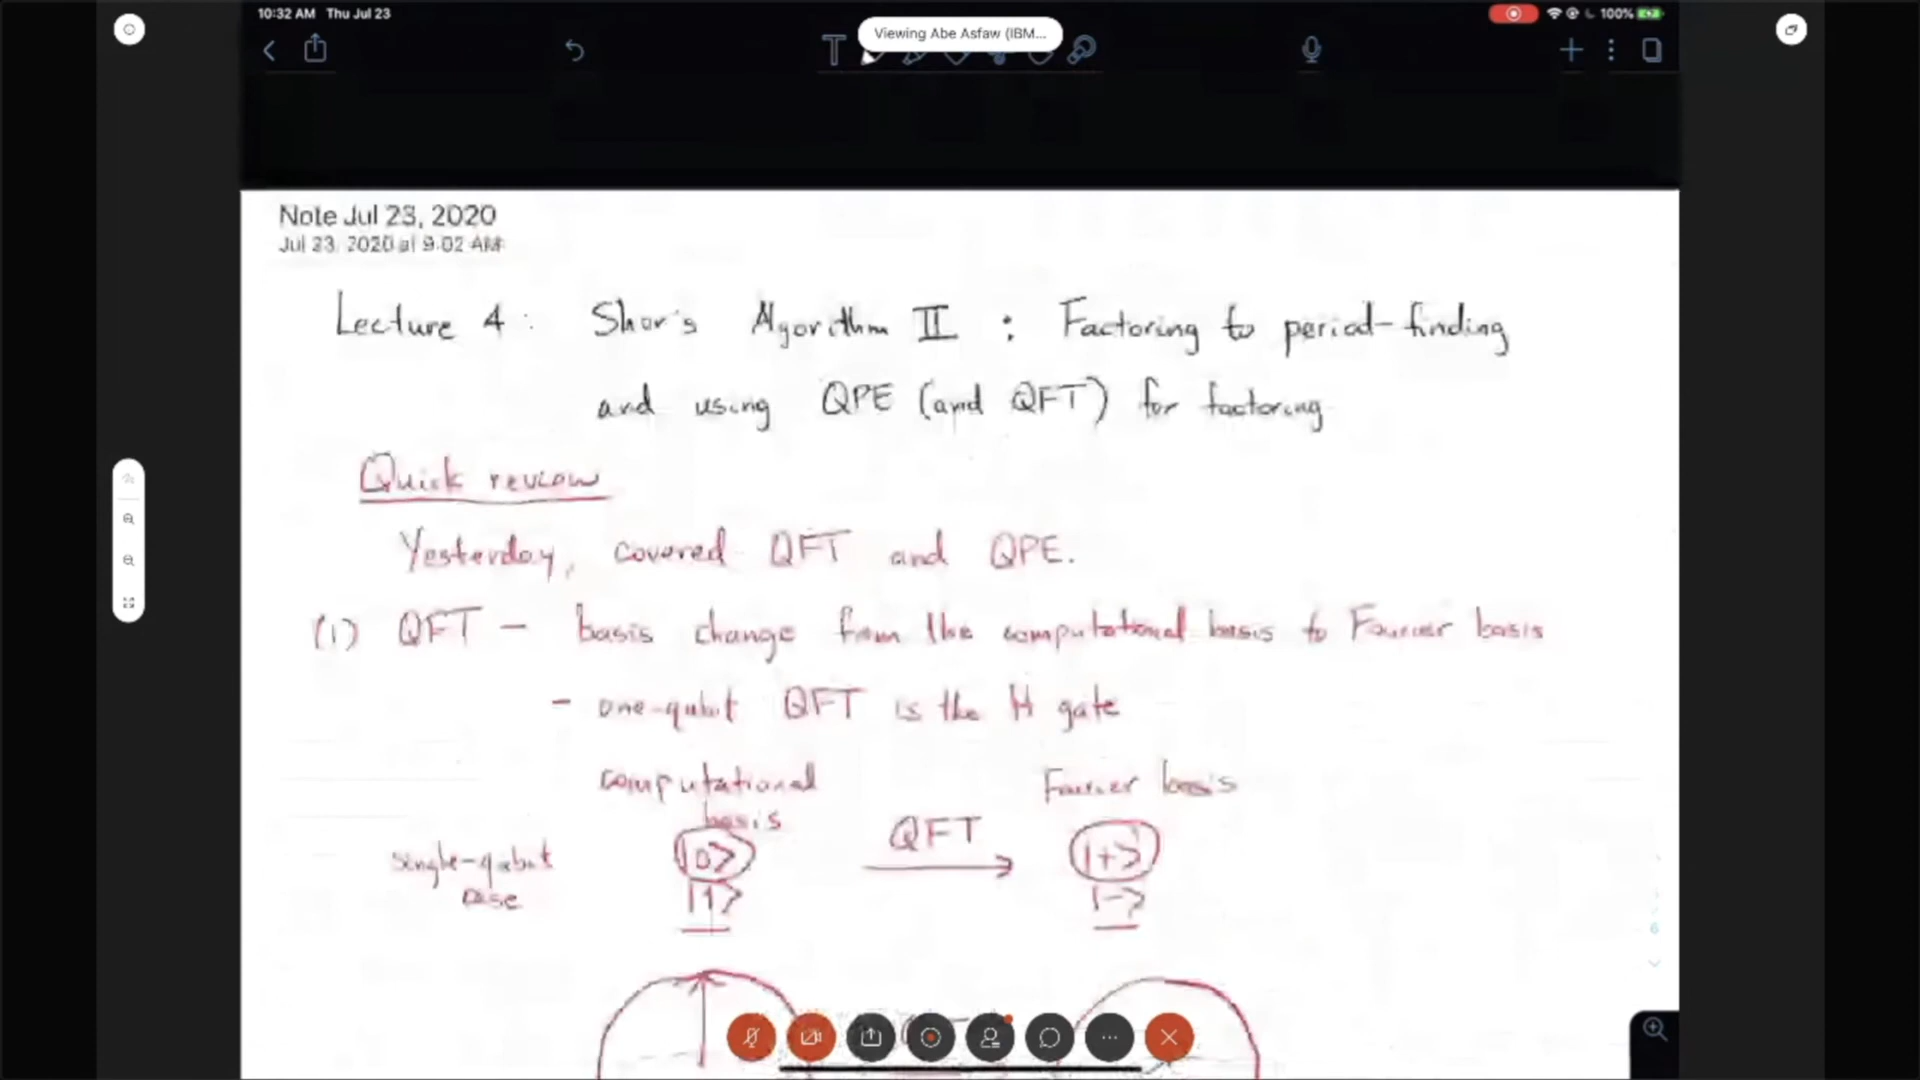 10:32 AM Thu Jul 23
100%
Viewing Abe Asfaw (IBM...
Note Jul 23, 2020
Jul 23, 2020 at 9:02 AM
Lecture 4: Shor's Algorithm II : Factoring to period-finding
and using QPE (and QFT) for factoring
Quick review
Yesterday, covered QFT and QPE.
(1) QFT - basis change from the computational basis to Fourier basis
- one-qubit QFT is the H gate
computational Fourier basis
basis
single-qubit |0> QFT |+>
case |1> |->
6